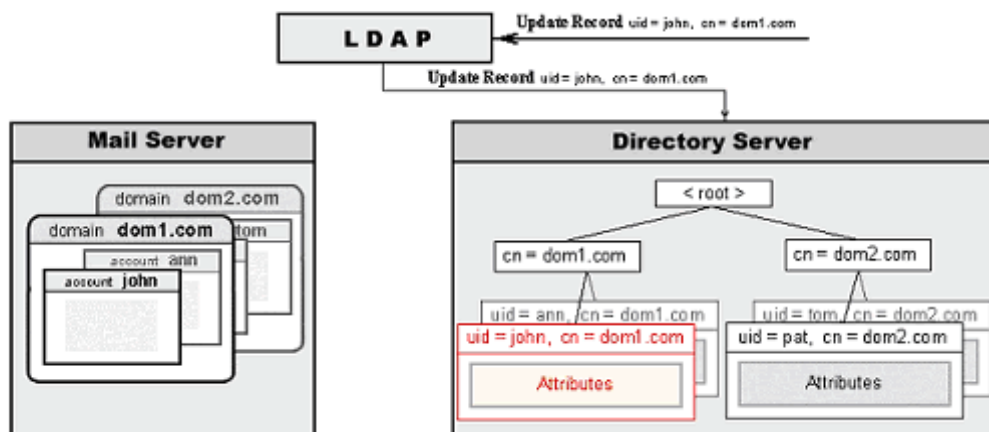 Update Record uid = john, cn = dom1.com
LDAP
Update Record uid = john, cn = dom1.com
Mail Server
domain dom2.com
tom
domain dom1.com
account ann
account john
Directory Server
< root >
cn = dom1.com
cn = dom2.com
uid = ann, cn = dom1.com
uid = tom, cn = dom2.com
uid = john, cn = dom1.com
uid = pat, cn = dom2.com
Attributes
Attributes